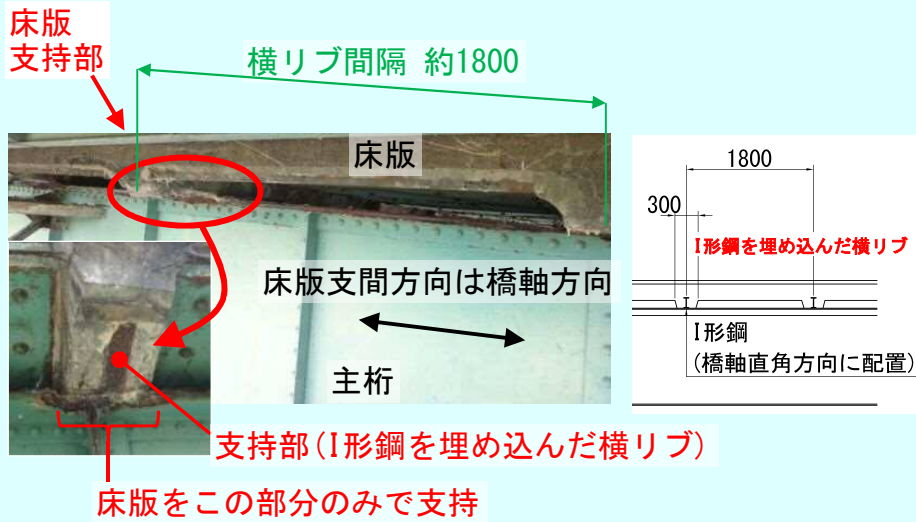 床版
支持部
横リブ間隔 約1800
床版
床版支間方向は橋軸方向
主桁
支持部(I形鋼を埋め込んだ横リブ)
床版をこの部分のみで支持
1800
300
I形鋼を埋め込んだ横リブ
I形鋼
(橋軸直角方向に配置)